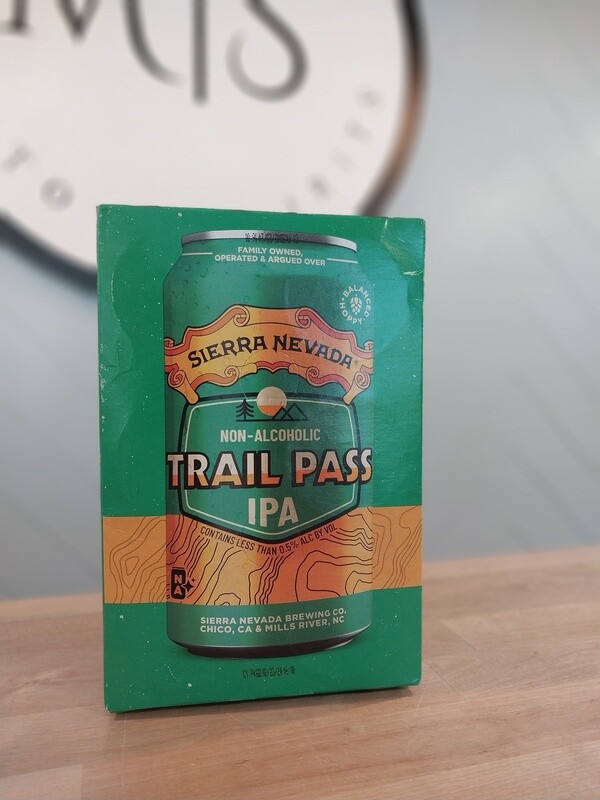 FAMILY OWNED,
OPERATED & ARGUED OVER
BALANCED
HOPPY
SIERRA NEVADA
NON-ALCOHOLIC
TRAIL PASS
IPA
CONTAINS LESS THAN 0.5% ALC BY VOL
NA
SIERRA NEVADA BREWING CO.
CHICO, CA & MILLS RIVER, NC